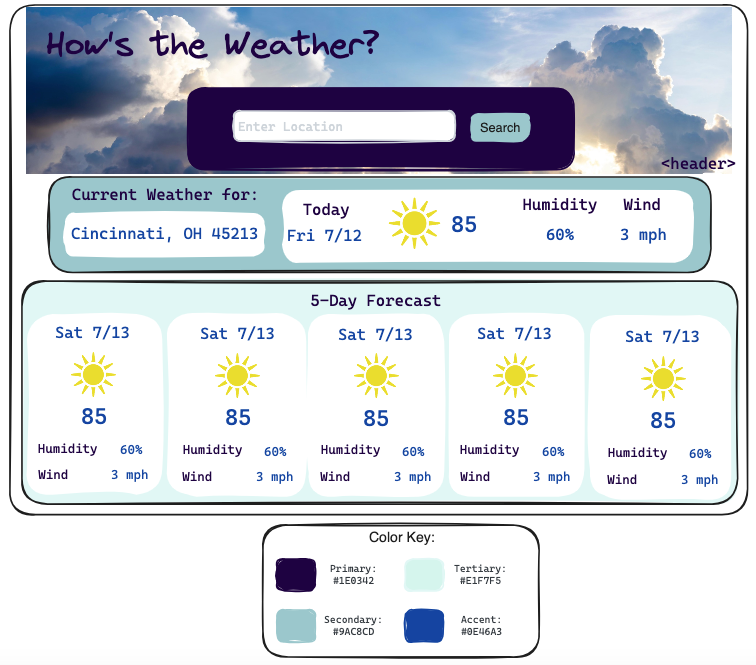 How's the Weather?
Enter Location
Search
<header>
Current Weather for:
Cincinnati, OH 45213
Today
Fri 7/12
85
Humidity
60%
Wind
3 mph
5-Day Forecast
Sat 7/13
85
Humidity 60%
Wind 3 mph
Sat 7/13
85
Humidity 60%
Wind 3 mph
Sat 7/13
85
Humidity 60%
Wind 3 mph
Sat 7/13
85
Humidity 60%
Wind 3 mph
Sat 7/13
85
Humidity 60%
Wind 3 mph
Color Key:
Primary:
#1E0342
Tertiary:
#E1F7F5
Secondary:
#9AC8CD
Accent:
#0E46A3